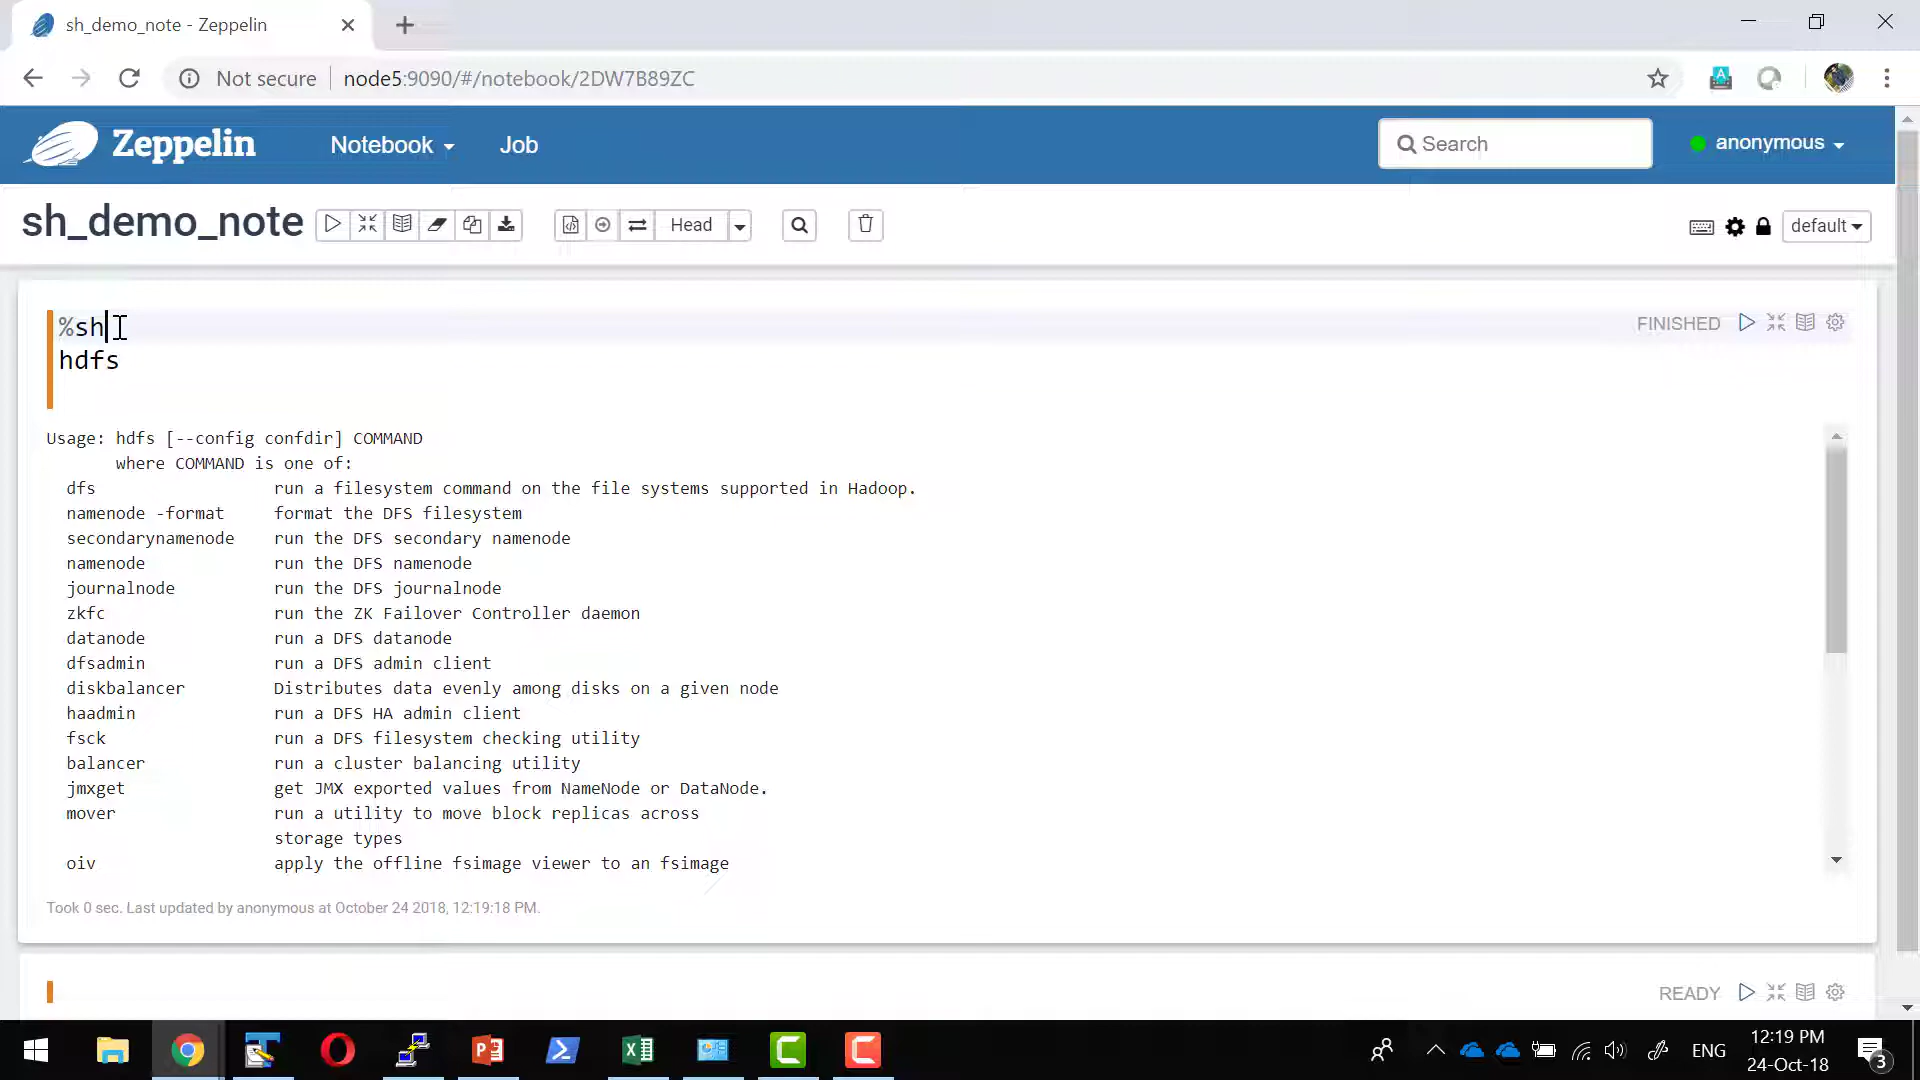 sh_demo_note - Zeppelin
Not secure node5:9090/#/notebook/2DW7B89ZC
Zeppelin Notebook Job Search anonymous
sh_demo_note Head default
%sh FINISHED
hdfs
Usage: hdfs [--config confdir] COMMAND
where COMMAND is one of:
dfs run a filesystem command on the file systems supported in Hadoop.
namenode -format format the DFS filesystem
secondarynamenode run the DFS secondary namenode
namenode run the DFS namenode
journalnode run the DFS journalnode
zkfc run the ZK Failover Controller daemon
datanode run a DFS datanode
dfsadmin run a DFS admin client
diskbalancer Distributes data evenly among disks on a given node
haadmin run a DFS HA admin client
fsck run a DFS filesystem checking utility
balancer run a cluster balancing utility
jmxget get JMX exported values from NameNode or DataNode.
mover run a utility to move block replicas across
storage types
oiv apply the offline fsimage viewer to an fsimage
Took 0 sec. Last updated by anonymous at October 24 2018, 12:19:18 PM.
READY
12:19 PM
ENG
24-Oct-18
3